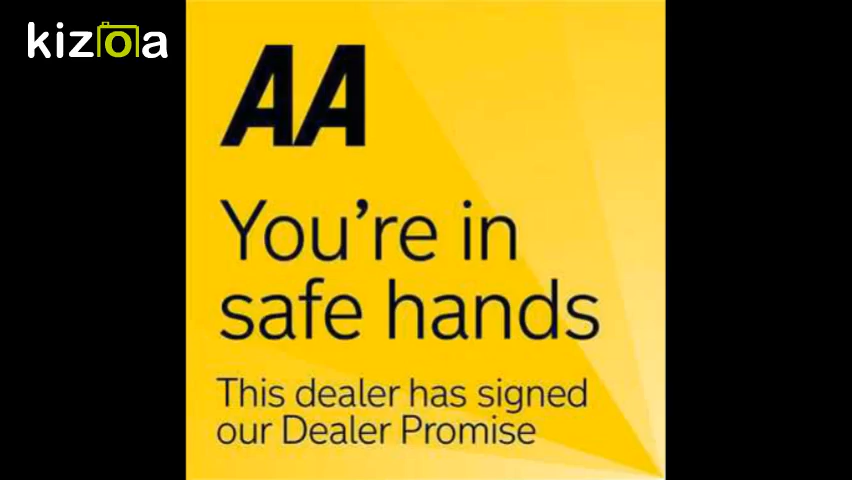 kizoa
AA
You're in
safe hands
This dealer has signed
our Dealer Promise